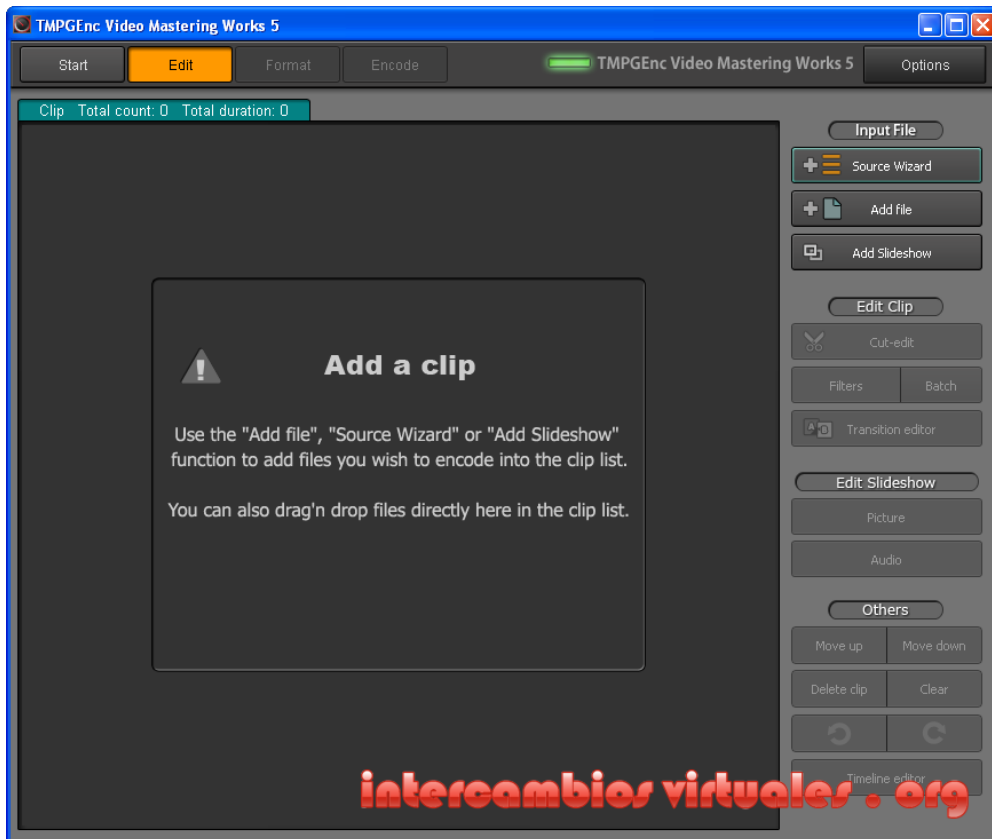 TMPGEnc Video Mastering Works 5
Start Edit Format Encode TMPGEnc Video Mastering Works 5 Options
Clip Total count: 0 Total duration: 0
Input File
Source Wizard
Add file
Add Slideshow
Edit Clip
Cut-edit
Filters Batch
Transition editor
Edit Slideshow
Picture
Audio
Others
Move up Move down
Delete clip Clear
Timeline editor
Add a clip
Use the "Add file", "Source Wizard" or "Add Slideshow"
function to add files you wish to encode into the clip list.
You can also drag'n drop files directly here in the clip list.
intercambios virtuales . org